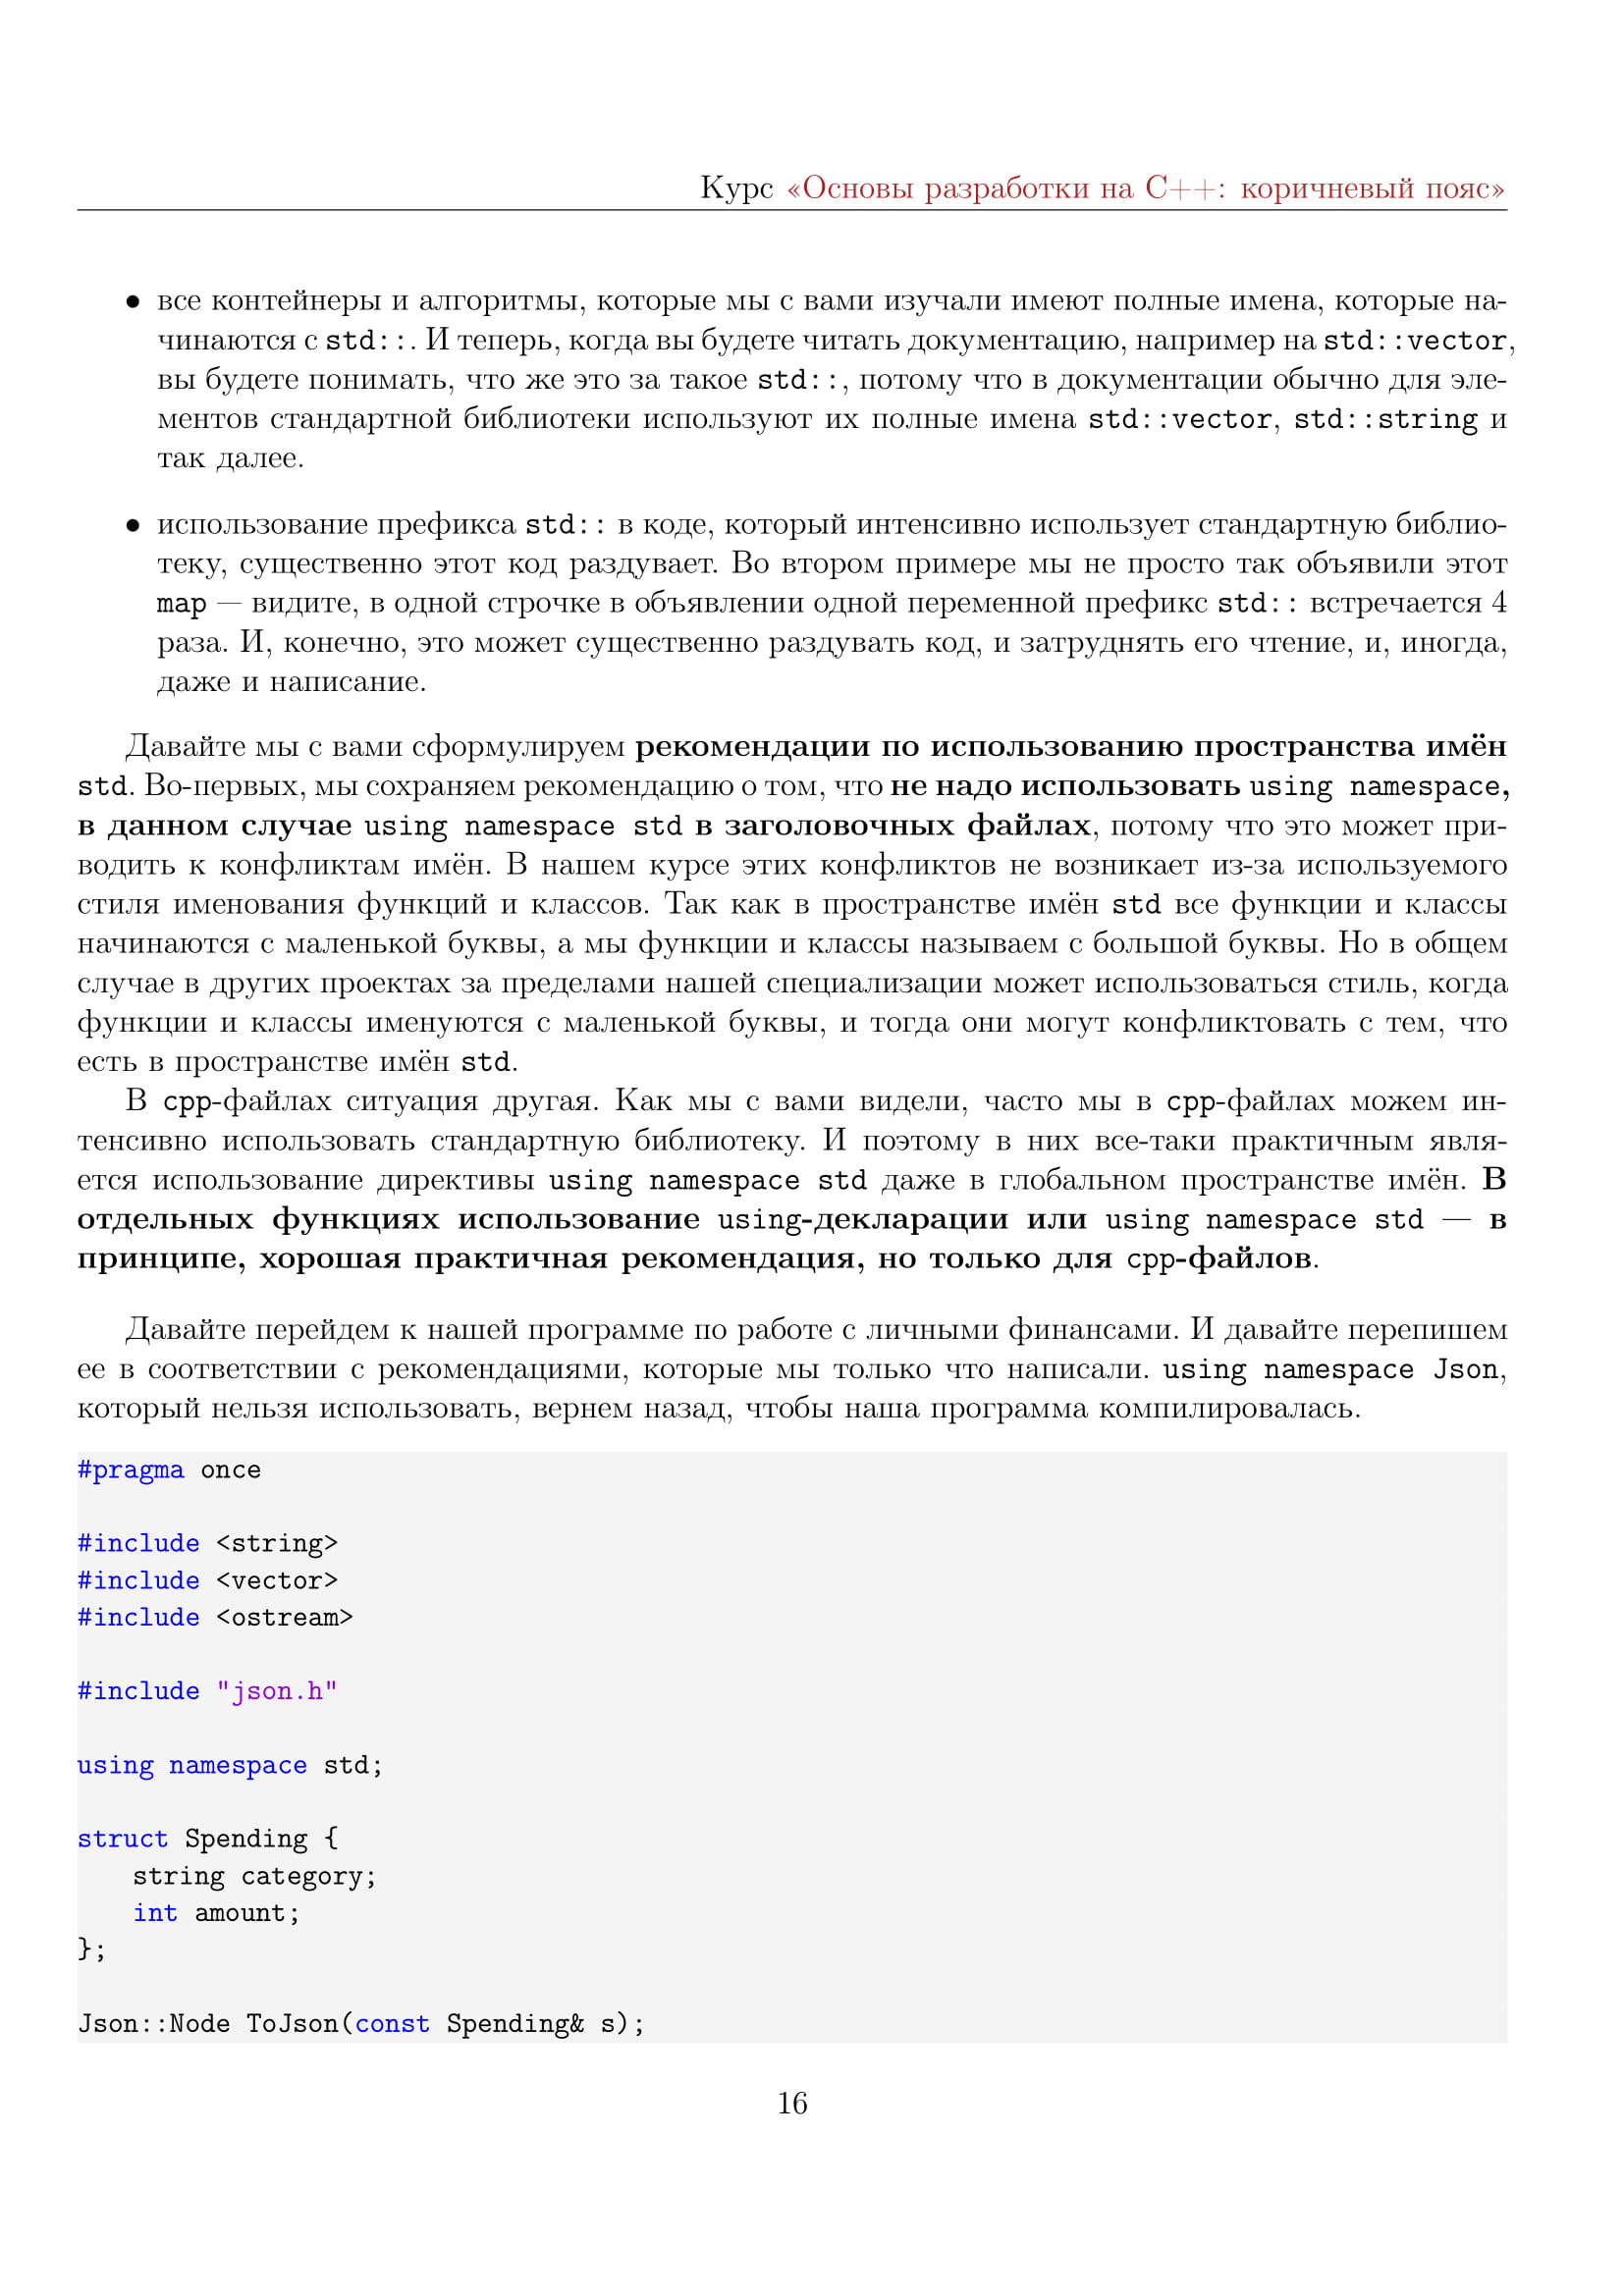 Курс «Основы разработки на C++: коричневый пояс»
• все контейнеры и алгоритмы, которые мы с вами изучали имеют полные имена, которые на-
чинаются с std::. И теперь, когда вы будете читать документацию, например на std::vector,
вы будете понимать, что же это за такое std::, потому что в документации обычно для эле-
ментов стандартной библиотеки используют их полные имена std::vector, std::string и
так далее.
• использование префикса std:: в коде, который интенсивно использует стандартную библио-
теку, существенно этот код раздувает. Во втором примере мы не просто так объявили этот
map — видите, в одной строчке в объявлении одной переменной префикс std:: встречается 4
раза. И, конечно, это может существенно раздувать код, и затруднять его чтение, и, иногда,
даже и написание.
Давайте мы с вами сформулируем рекомендации по использованию пространства имён
std. Во-первых, мы сохраняем рекомендацию о том, что не надо использовать using namespace,
в данном случае using namespace std в заголовочных файлах, потому что это может при-
водить к конфликтам имён. В нашем курсе этих конфликтов не возникает из-за используемого
стиля именования функций и классов. Так как в пространстве имён std все функции и классы
начинаются с маленькой буквы, а мы функции и классы называем с большой буквы. Но в общем
случае в других проектах за пределами нашей специализации может использоваться стиль, когда
функции и классы именуются с маленькой буквы, и тогда они могут конфликтовать с тем, что
есть в пространстве имён std.
В cpp-файлах ситуация другая. Как мы с вами видели, часто мы в cpp-файлах можем ин-
тенсивно использовать стандартную библиотеку. И поэтому в них все-таки практичным явля-
ется использование директивы using namespace std даже в глобальном пространстве имён. В
отдельных функциях использование using-декларации или using namespace std — в
принципе, хорошая практичная рекомендация, но только для cpp-файлов.
Давайте перейдем к нашей программе по работе с личными финансами. И давайте перепишем
ее в соответствии с рекомендациями, которые мы только что написали. using namespace Json,
который нельзя использовать, вернем назад, чтобы наша программа компилировалась.
#pragma once
#include <string>
#include <vector>
#include <ostream>
#include "json.h"
using namespace std;
struct Spending {
string category;
int amount;
};
Json::Node ToJson(const Spending& s);
16